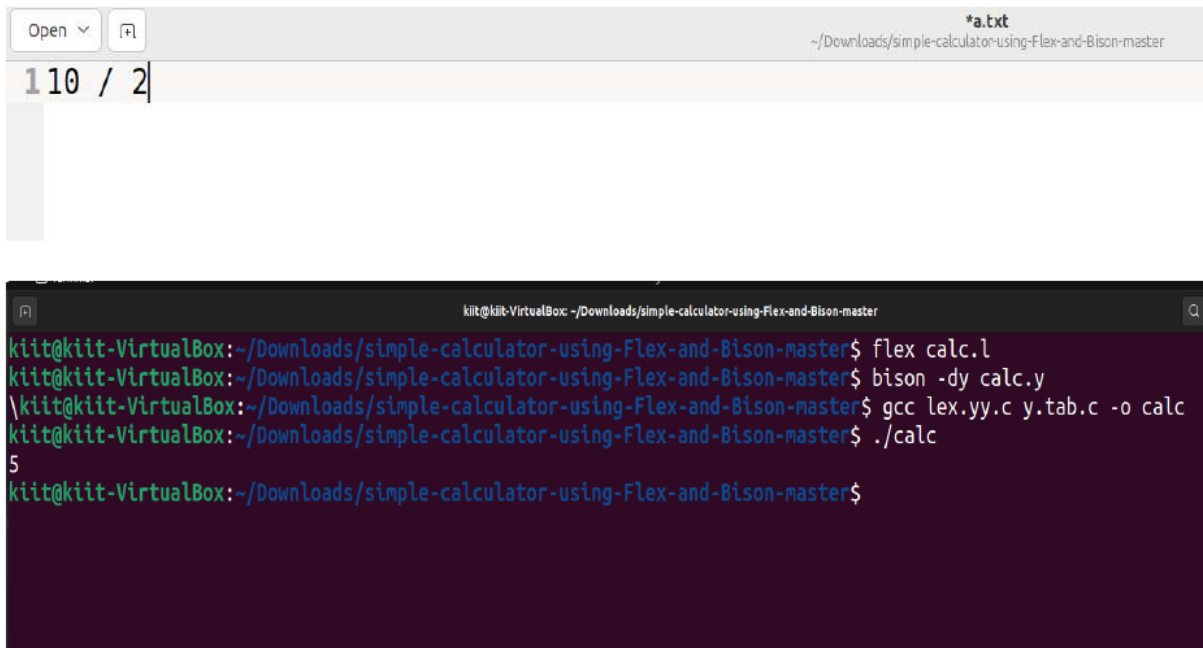 Open
*a.txt
~/Downloads/simple-calculator-using-Flex-and-Bison-master
1 10 / 2
kiit@kiit-VirtualBox: ~/Downloads/simple-calculator-using-Flex-and-Bison-master
kiit@kiit-VirtualBox:~/Downloads/simple-calculator-using-Flex-and-Bison-master$ flex calc.l
kiit@kiit-VirtualBox:~/Downloads/simple-calculator-using-Flex-and-Bison-master$ bison -dy calc.y
\kiit@kiit-VirtualBox:~/Downloads/simple-calculator-using-Flex-and-Bison-master$ gcc lex.yy.c y.tab.c -o calc
kiit@kiit-VirtualBox:~/Downloads/simple-calculator-using-Flex-and-Bison-master$ ./calc
5
kiit@kiit-VirtualBox:~/Downloads/simple-calculator-using-Flex-and-Bison-master$